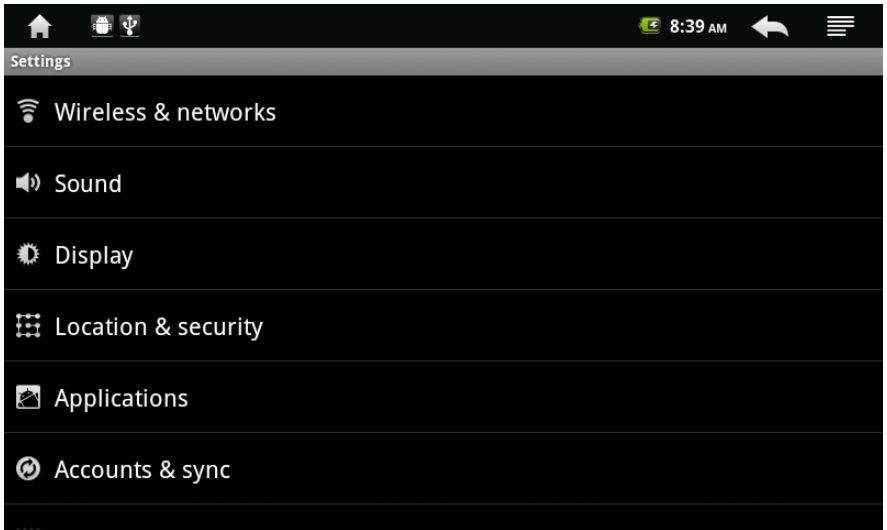 8:39 AM
Settings
Wireless & networks
Sound
Display
Location & security
Applications
Accounts & sync